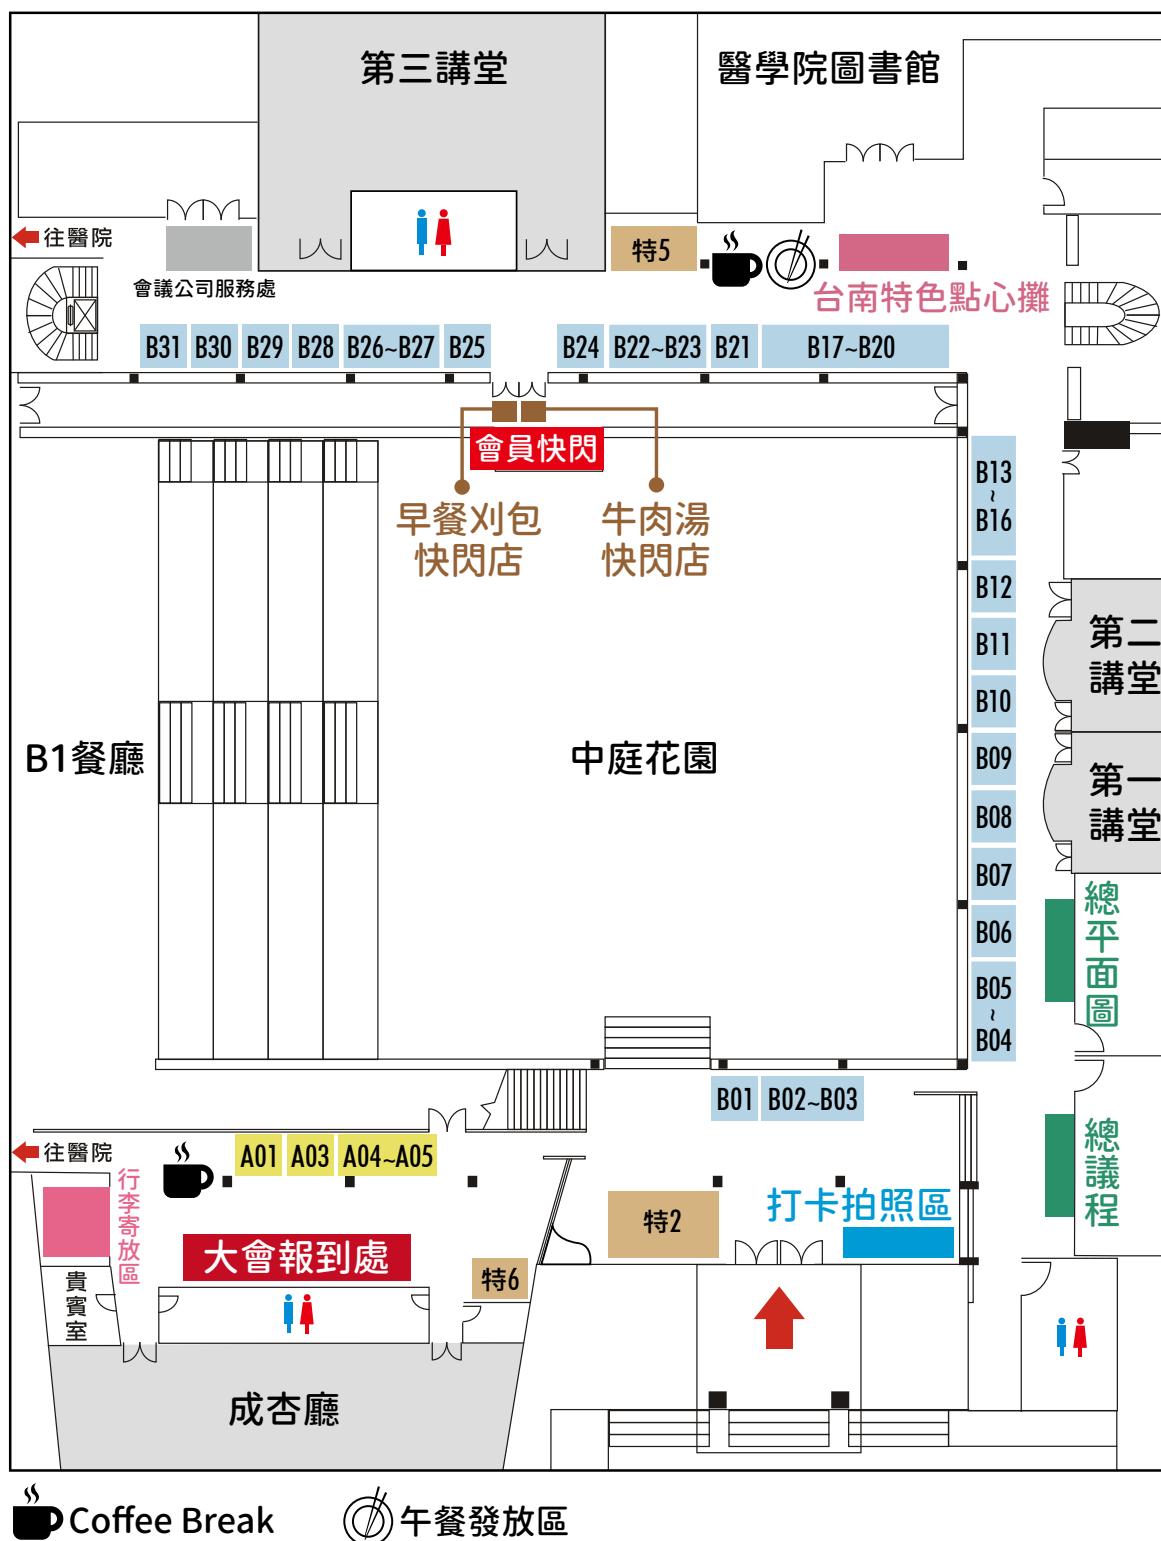 第三講堂
醫學院圖書館
往醫院
特5
會議公司服務處
台南特色點心攤
B31
B30
B29
B28
B26~B27
B25
B24
B22~B23
B21
B17~B20
會員快閃
早餐刈包
快閃店
牛肉湯
快閃店
B13
~
B16
B12
B11
B10
B09
B08
B07
B06
B05
~
B04
第二
講堂
第一
講堂
B1餐廳
中庭花園
總平面圖
B01
B02~B03
往醫院
A01
A03
A04~A05
行李寄放區
特2
打卡拍照區
總議程
大會報到處
特6
貴賓室
成杏廳
Coffee Break
午餐發放區